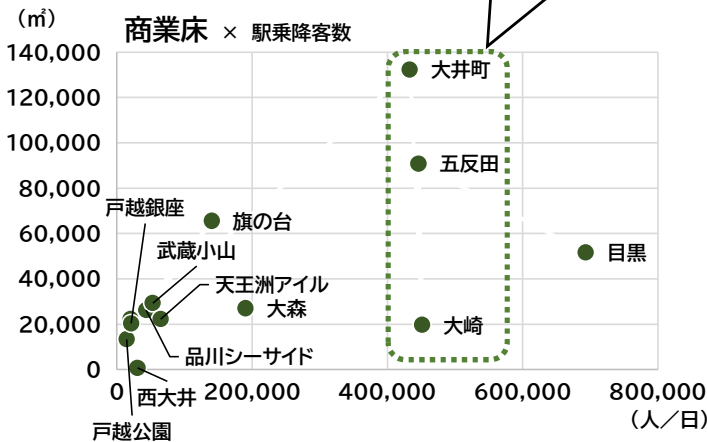 (㎡)
商業床 × 駅乗降客数
140,000
120,000
100,000
80,000
60,000
40,000
20,000
0
大井町
五反田
戸越銀座
旗の台
武蔵小山
目黒
天王洲アイル
大森
大崎
品川シーサイド
西大井
戸越公園
0 200,000 400,000 600,000 800,000
(人/日)